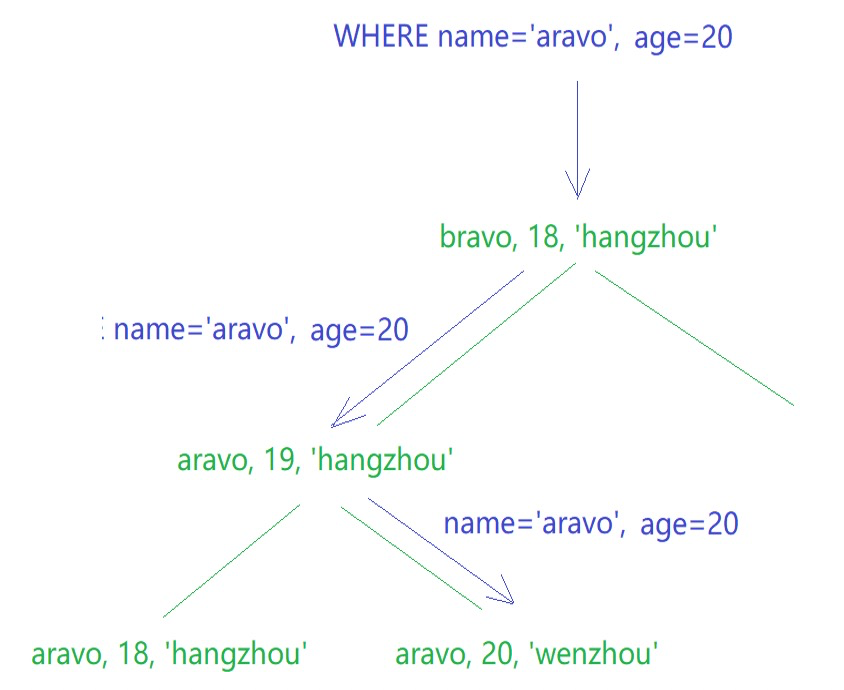 WHERE name='aravo', age=20
bravo, 18, 'hangzhou'
name='aravo', age=20
aravo, 19, 'hangzhou'
name='aravo', age=20
aravo, 18, 'hangzhou'
aravo, 20, 'wenzhou'